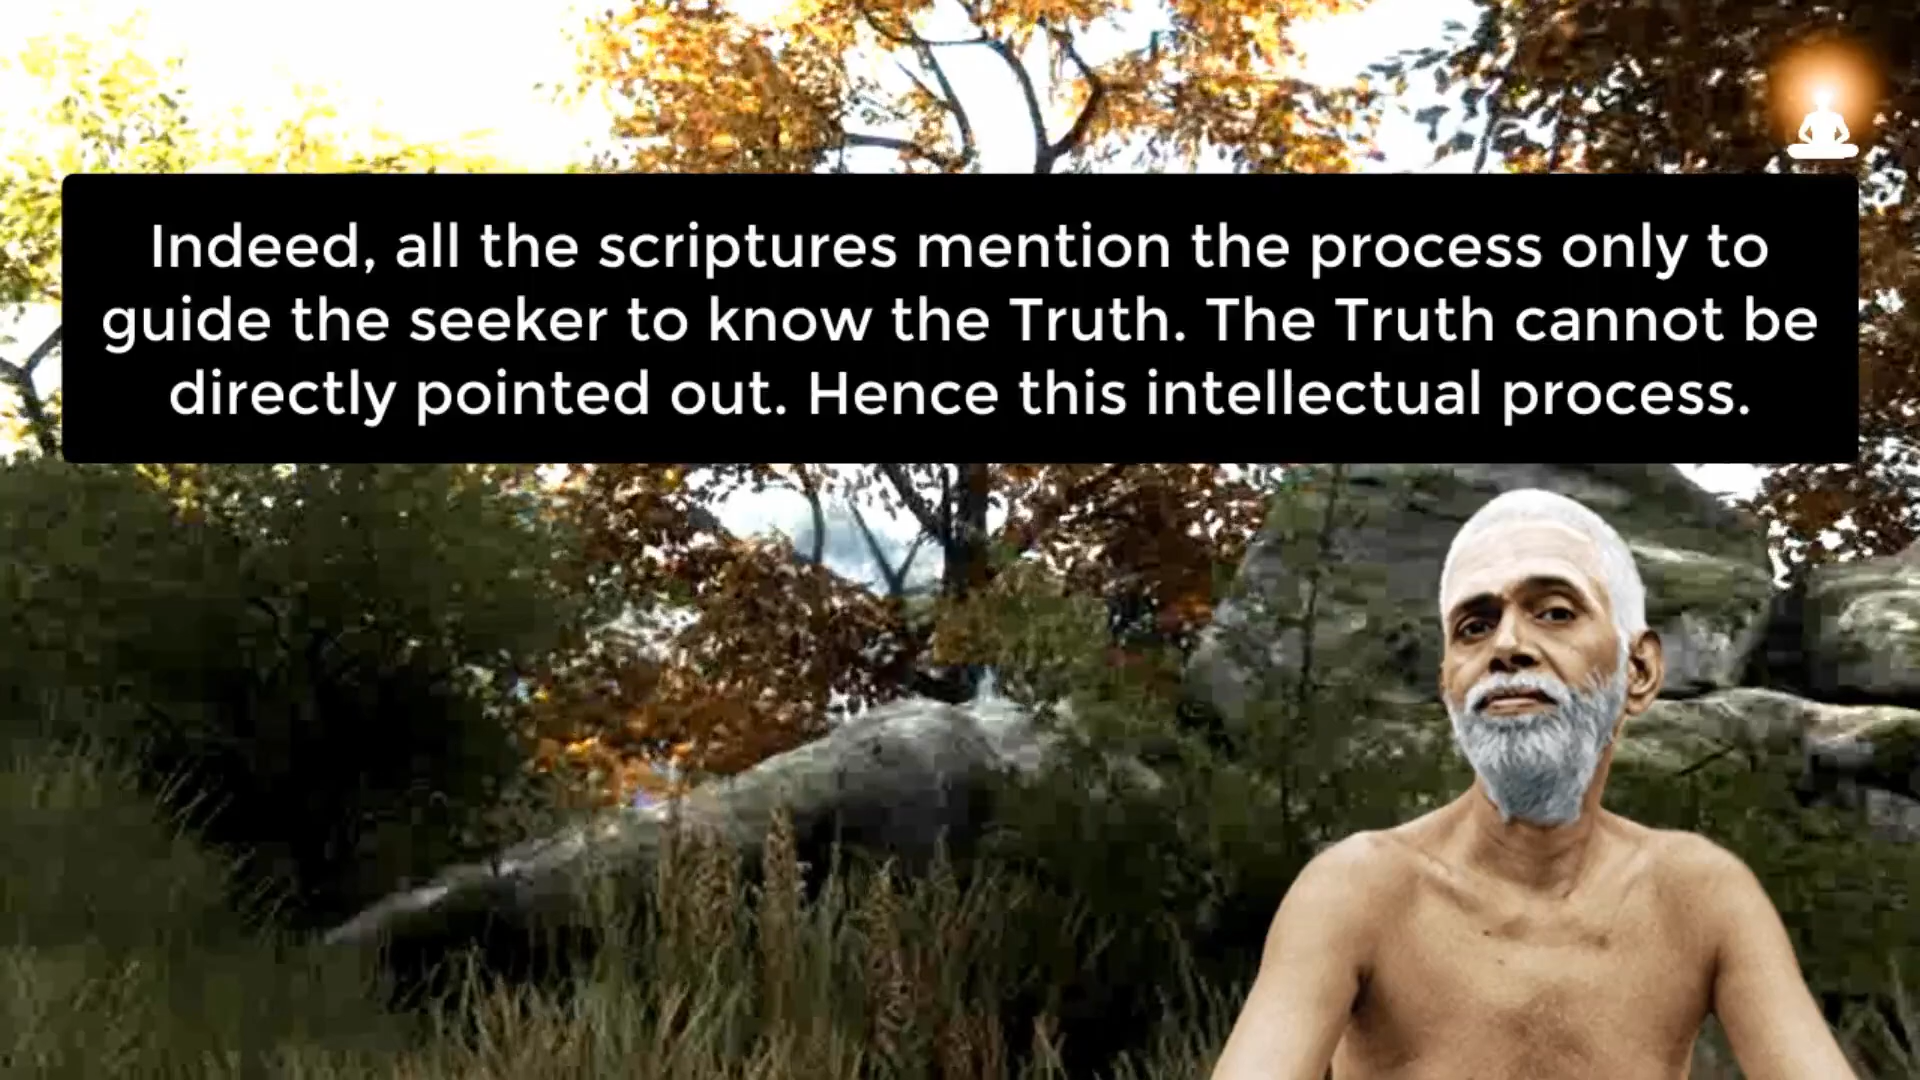 Indeed, all the scriptures mention the process only to
guide the seeker to know the Truth. The Truth cannot be
directly pointed out. Hence this intellectual process.